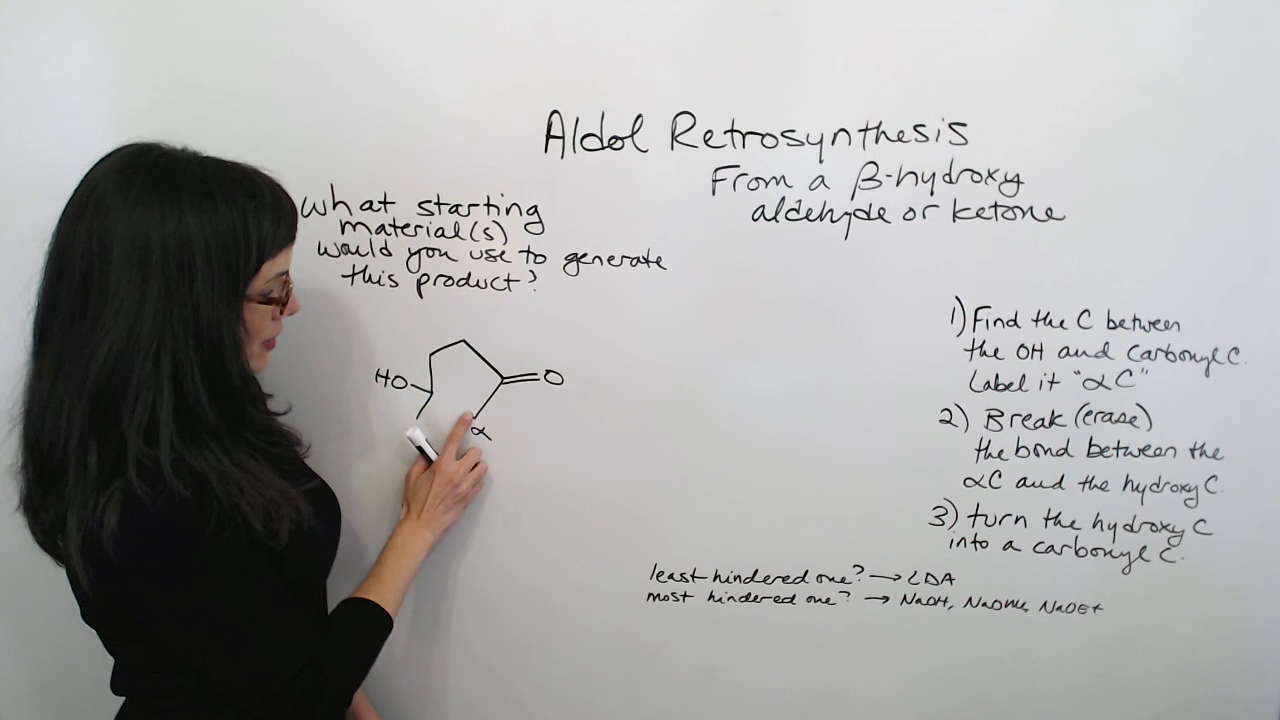 Aldol Retrosynthesis
From a β-hydroxy
aldehyde or ketone
What starting
material(s)
would you use to generate
this product?
HO
O
α
1) Find the C between
the OH and carbonyl C.
Label it "αC"
2) Break (erase)
the bond between the
αC and the hydroxy C.
3) turn the hydroxy C
into a carbonyl C.
least hindered one? → LDA
most hindered one? → NaOH, NaOMe, NaOEt